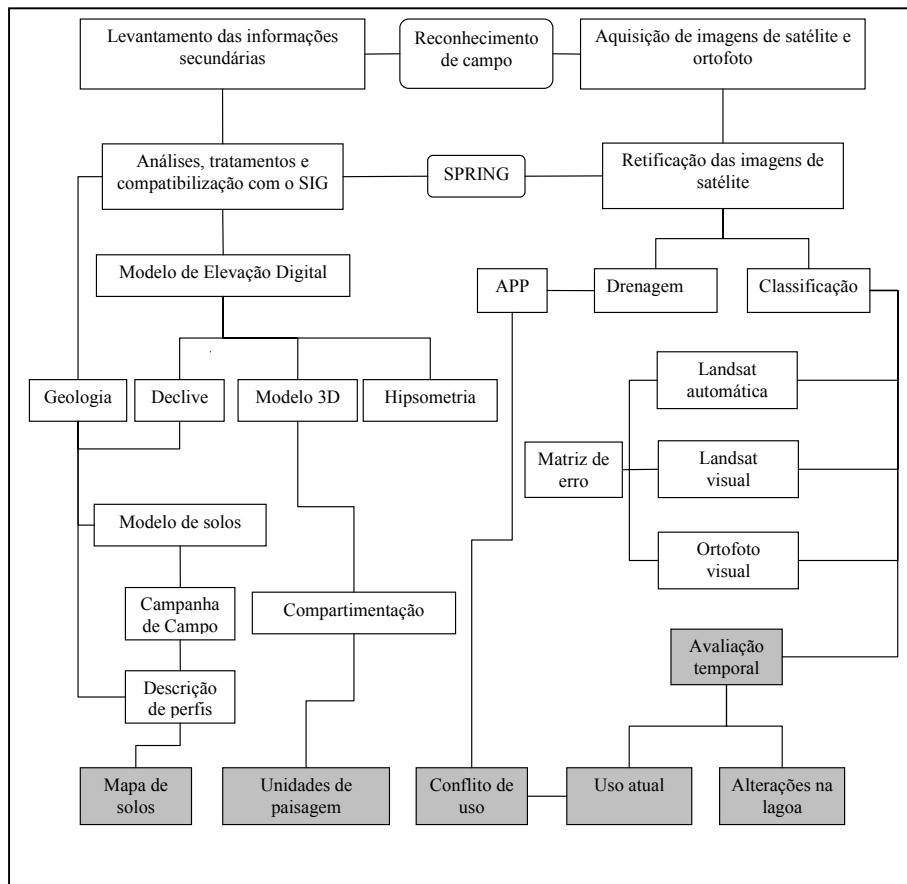 Levantamento das informações
secundárias
Reconhecimento
de campo
Aquisição de imagens de satélite e
ortofoto
Análises, tratamentos e
compatibilização com o SIG
SPRING
Retificação das imagens de
satélite
Modelo de Elevação Digital
APP
Drenagem
Classificação
Geologia
Declive
Modelo 3D
Hipsometria
Landsat
automática
Matriz de
erro
Landsat
visual
Modelo de solos
Ortofoto
visual
Campanha
de Campo
Compartimentação
Avaliação
temporal
Descrição
de perfis
Mapa de
solos
Unidades de
paisagem
Conflito de
uso
Uso atual
Alterações na
lagoa